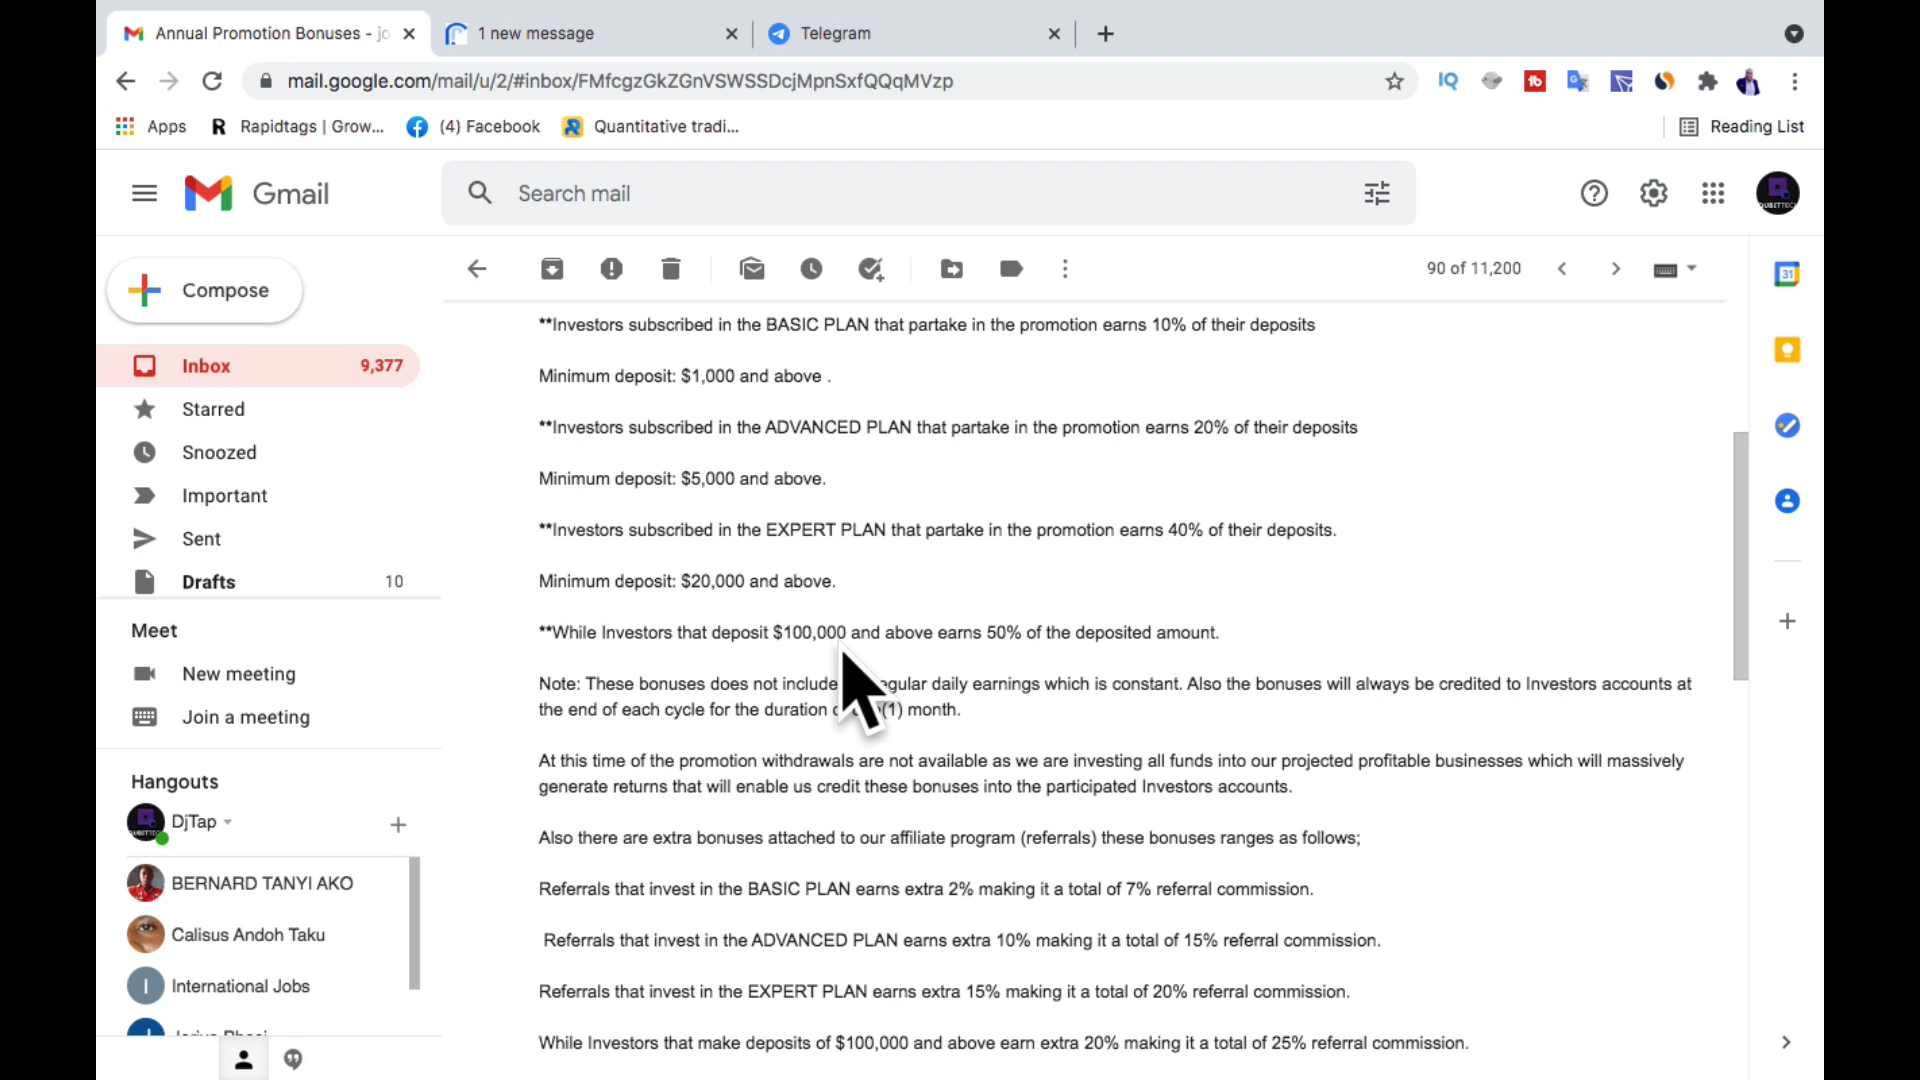 Annual Promotion Bonuses - jo
1 new message
Telegram
mail.google.com/mail/u/2/#inbox/FMfcgzGkZGnVSWSSDcjMpnSxfQQqMVzp
IQ
tb
Apps
R Rapidtags | Grow...
(4) Facebook
Quantitative tradi...
Reading List
Gmail
Search mail
Compose
90 of 11,200
31
Inbox 9,377
Starred
Snoozed
Important
Sent
Drafts 10
Meet
New meeting
Join a meeting
Hangouts
DjTap
BERNARD TANYI AKO
Calisus Andoh Taku
I International Jobs
**Investors subscribed in the BASIC PLAN that partake in the promotion earns 10% of their deposits
Minimum deposit: $1,000 and above .
**Investors subscribed in the ADVANCED PLAN that partake in the promotion earns 20% of their deposits
Minimum deposit: $5,000 and above.
**Investors subscribed in the EXPERT PLAN that partake in the promotion earns 40% of their deposits.
Minimum deposit: $20,000 and above.
**While Investors that deposit $100,000 and above earns 50% of the deposited amount.
Note: These bonuses does not include egular daily earnings which is constant. Also the bonuses will always be credited to Investors accounts at
the end of each cycle for the duration (1) month.
At this time of the promotion withdrawals are not available as we are investing all funds into our projected profitable businesses which will massively
generate returns that will enable us credit these bonuses into the participated Investors accounts.
Also there are extra bonuses attached to our affiliate program (referrals) these bonuses ranges as follows;
Referrals that invest in the BASIC PLAN earns extra 2% making it a total of 7% referral commission.
Referrals that invest in the ADVANCED PLAN earns extra 10% making it a total of 15% referral commission.
Referrals that invest in the EXPERT PLAN earns extra 15% making it a total of 20% referral commission.
While Investors that make deposits of $100,000 and above earn extra 20% making it a total of 25% referral commission.